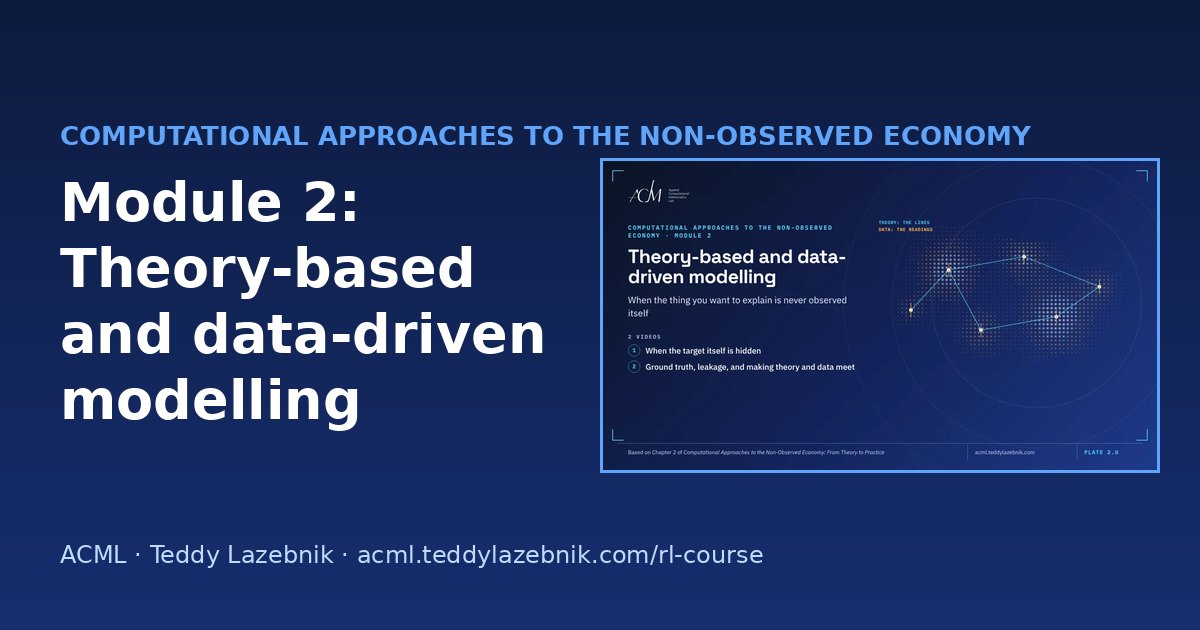 COMPUTATIONAL APPROACHES TO THE NON-OBSERVED ECONOMY
Module 2:
Theory-based
and data-driven
modelling
ACM
Applied
Computational
Mathematics
Lab
COMPUTATIONAL APPROACHES TO THE NON-OBSERVED
ECONOMY · MODULE 2
Theory-based and data-
driven modelling
When the thing you want to explain is never observed
itself
2 VIDEOS
1 When the target itself is hidden
2 Ground truth, leakage, and making theory and data meet
THEORY: THE LINES
DATA: THE READINGS
Based on Chapter 2 of Computational Approaches to the Non-Observed Economy: From Theory to Practice
acml.teddylazebnik.com
PLATE 2.0
ACML · Teddy Lazebnik · acml.teddylazebnik.com/rl-course